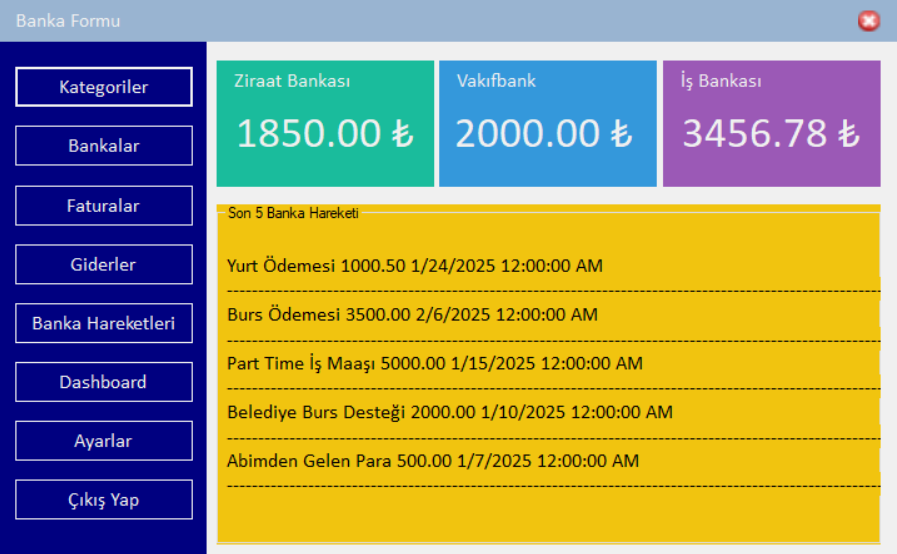 Banka Formu
Kategoriler
Bankalar
Faturalar
Giderler
Banka Hareketleri
Dashboard
Ayarlar
Çıkış Yap
Ziraat Bankası
1850.00 ₺
Vakıfbank
2000.00 ₺
İş Bankası
3456.78 ₺
Son 5 Banka Hareketi
Yurt Ödemesi 1000.50 1/24/2025 12:00:00 AM
Burs Ödemesi 3500.00 2/6/2025 12:00:00 AM
Part Time İş Maaşı 5000.00 1/15/2025 12:00:00 AM
Belediye Burs Desteği 2000.00 1/10/2025 12:00:00 AM
Abimden Gelen Para 500.00 1/7/2025 12:00:00 AM